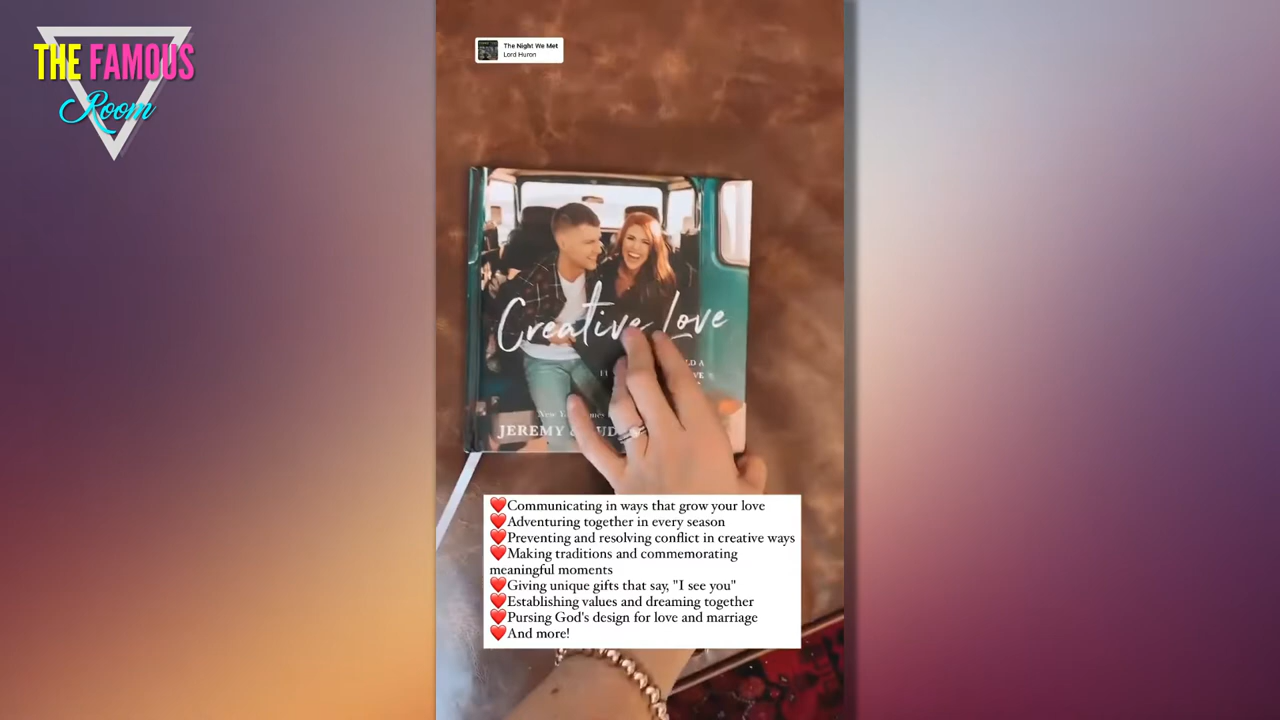 THE FAMOUS
Room
The Night We Met
Lord Huron
Creative Love
JEREMY
❤️Communicating in ways that grow your love
❤️Adventuring together in every season
❤️Preventing and resolving conflict in creative ways
❤️Making traditions and commemorating
meaningful moments
❤️Giving unique gifts that say, "I see you"
❤️Establishing values and dreaming together
❤️Pursing God's design for love and marriage
❤️And more!